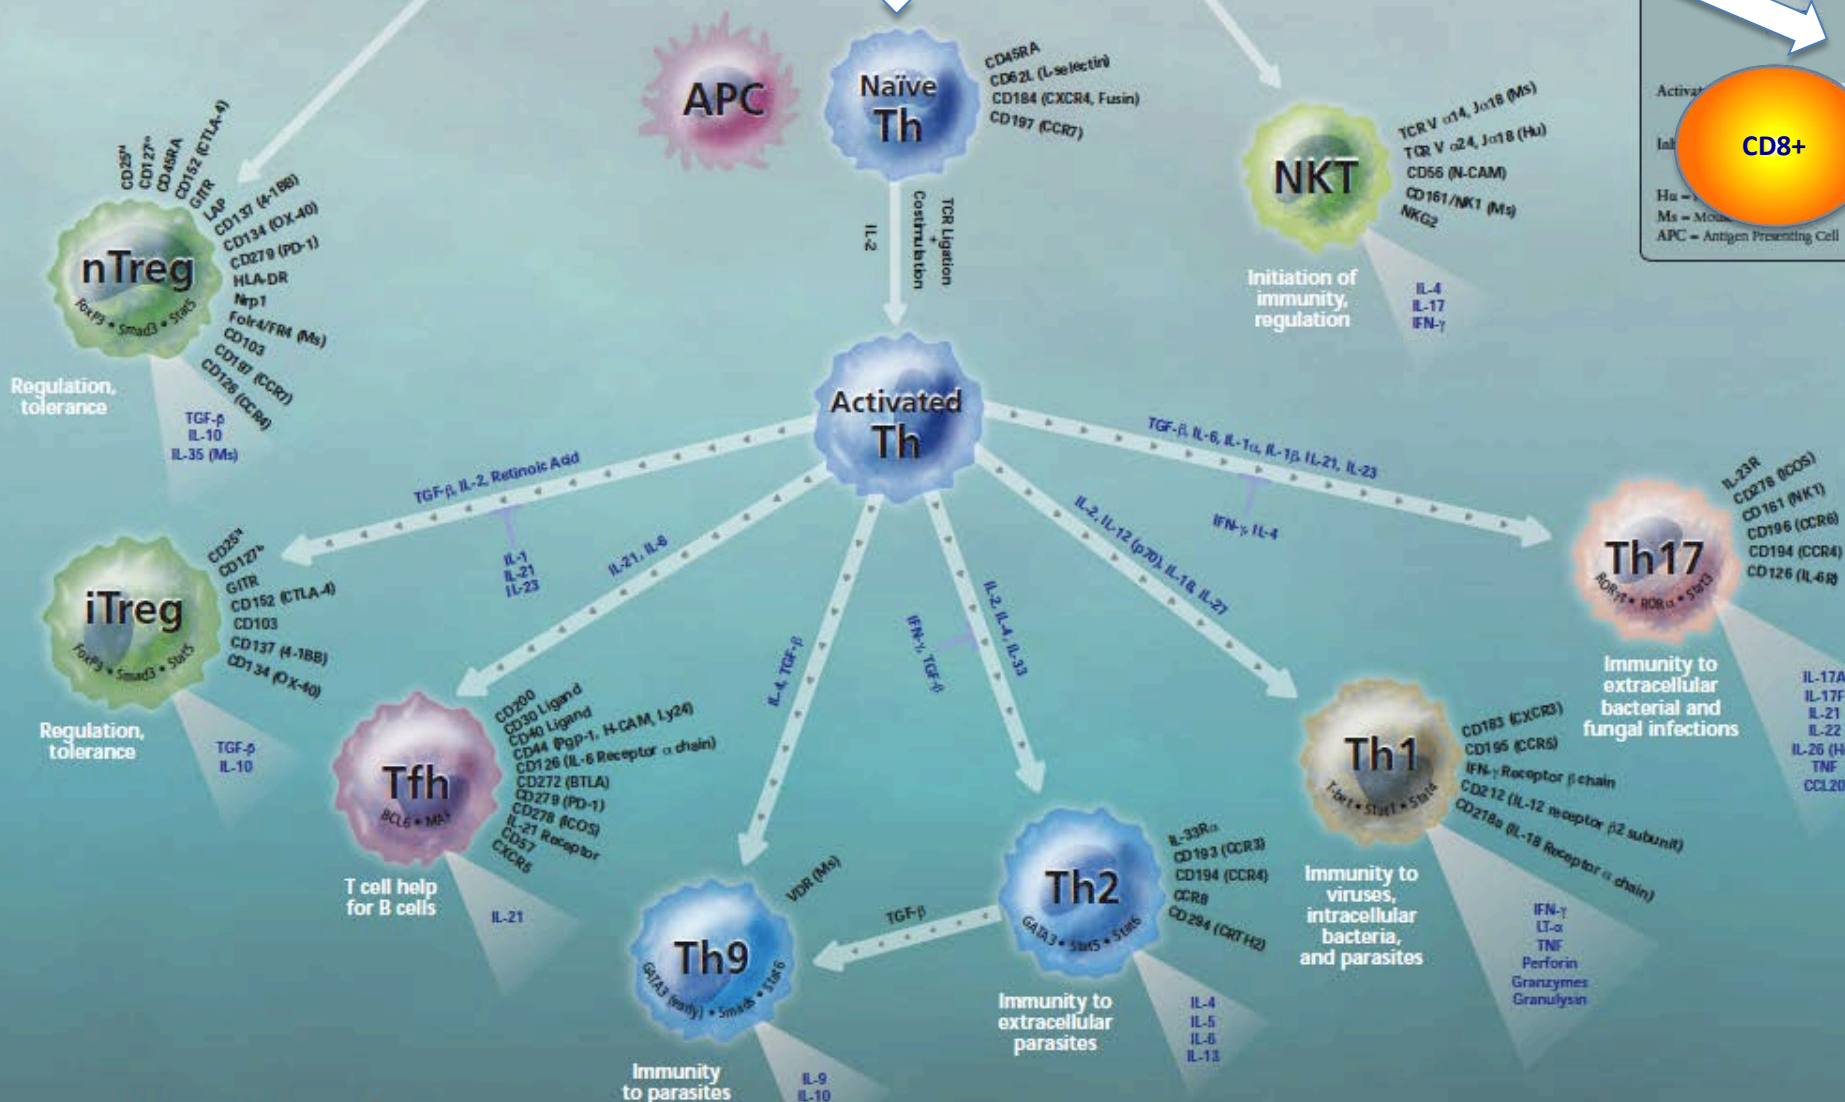 APC
Naïve
Th
CD45RA
CD62L (L-selectin)
CD184 (CXCR4, Fusin)
CD197 (CCR7)
TCR Ligation
+
Costimulation
IL-2
NKT
TCR V α14, Jα18 (Ms)
TCR V α24, Jα18 (Hu)
CD56 (N-CAM)
CD161/NK1 (Ms)
NKG2
Initiation of
immunity,
regulation
IL-4
IL-17
IFN-γ
CD8+
Ms = Mou
APC = Antigen Presenting Cell
CD25hi
CD127lo
CD45RA
CD152 (CTLA-4)
GITR
LAP
CD137 (4-1BB)
CD134 (OX-40)
CD279 (PD-1)
HLA-DR
Nrp1
Folr4/FR4 (Ms)
CD103
CD197 (CCR7)
CD126 (CCR4)
nTreg
FoxP3 • Smad3 • Stat5
Regulation,
tolerance
TGF-β
IL-10
IL-35 (Ms)
Activated
Th
TGF-β, IL-2, Retinoic Acid
IL-1
IL-21
IL-23
IL-21, IL-6
IL-4, TGF-β
IL-2, IL-4, IL-33
IFN-γ, TGF-β
IL-2, IL-12 (p70), IL-18, IL-27
TGF-β, IL-6, IL-1α, IL-1β, IL-21, IL-23
IFN-γ, IL-4
Th17
RORγt • RORα • Stat3
IL-23R
CD278 (ICOS)
CD161 (NK1)
CD196 (CCR6)
CD194 (CCR4)
CD126 (IL-6R)
Immunity to
extracellular
bacterial and
fungal infections
IL-17A
IL-17F
IL-21
IL-22
IL-26 (H
TNF
CCL20
iTreg
FoxP3 • Smad3 • Stat5
CD25hi
CD127lo
GITR
CD152 (CTLA-4)
CD103
CD137 (4-1BB)
CD134 (OX-40)
Regulation,
tolerance
TGF-β
IL-10
Tfh
BCL6 • MAF
CD200
CD30 Ligand
CD40 Ligand
CD44 (Pgp-1, H-CAM, Ly24)
CD126 (IL-6 Receptor α chain)
CD272 (BTLA)
CD279 (PD-1)
CD278 (ICOS)
IL-21 Receptor
CD57
CXCR5
T cell help
for B cells
IL-21
Th9
GATA3 (early) • Smads • Stat6
VDR (Ms)
TGF-β
Immunity
to parasites
IL-9
IL-10
Th2
GATA3 • Stat5 • Stat6
IL-33Rα
CD193 (CCR3)
CD194 (CCR4)
CCR8
CD294 (CRTH2)
Immunity to
extracellular
parasites
IL-4
IL-5
IL-6
IL-13
Th1
T-bet • Stat1 • Stat4
CD183 (CXCR3)
CD195 (CCR5)
IFN-γ Receptor β chain
CD212 (IL-12 receptor β2 subunit)
CD218a (IL-18 Receptor α chain)
Immunity to
viruses,
intracellular
bacteria,
and parasites
IFN-γ
LT-α
TNF
Perforin
Granzymes
Granulysin